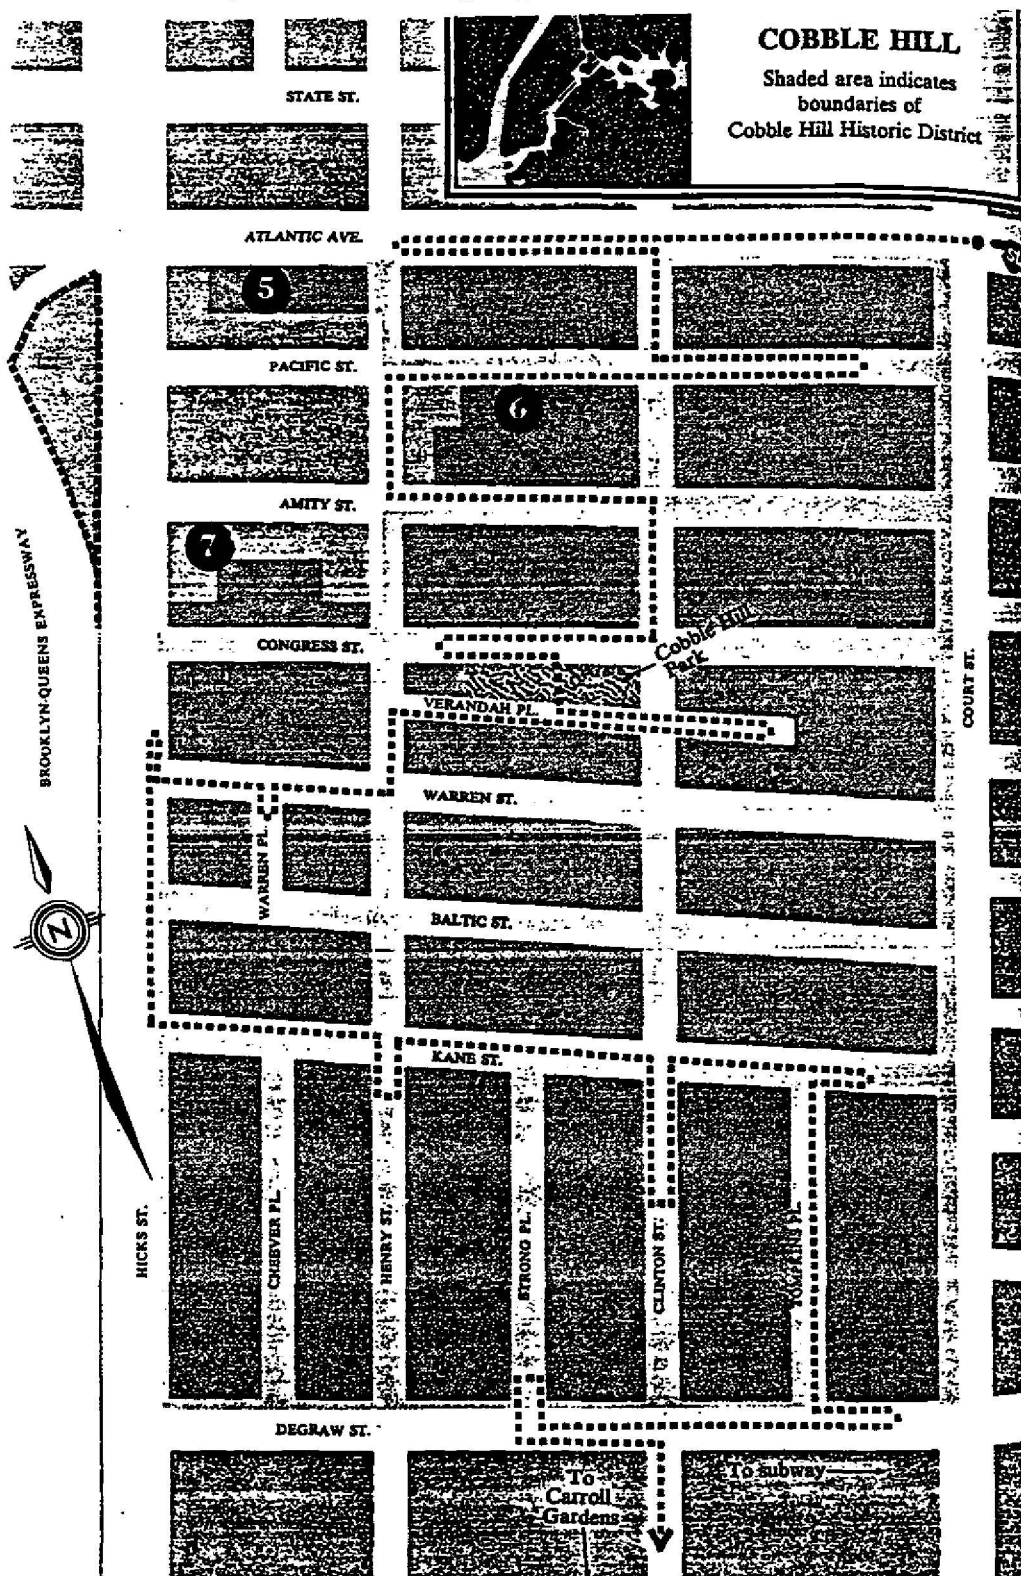 COBBLE HILL
Shaded area indicates
boundaries of
Cobble Hill Historic District
STATE ST.
ATLANTIC AVE.
5
PACIFIC ST.
6
AMITY ST.
7
BROOKLYN-QUEENS EXPRESSWAY
CONGRESS ST.
Cobble Hill
Park
COURT ST.
VERANDAH PL.
WARREN ST.
WARREN PL.
BALTIC ST.
N
KANE ST.
HICKS ST.
CHEEVER PL.
HENRY ST.
STRONG PL.
CLINTON ST.
TOMPKINS PL.
DEGRAW ST.
To
Carroll
Gardens
To subway